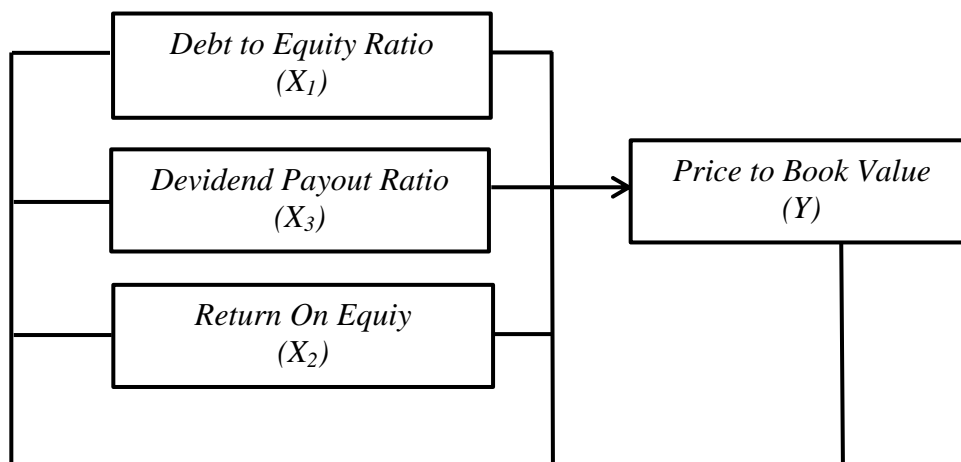 Debt to Equity Ratio
(X1)
Devidend Payout Ratio
(X3)
Return On Equiy
(X2)
Price to Book Value
(Y)